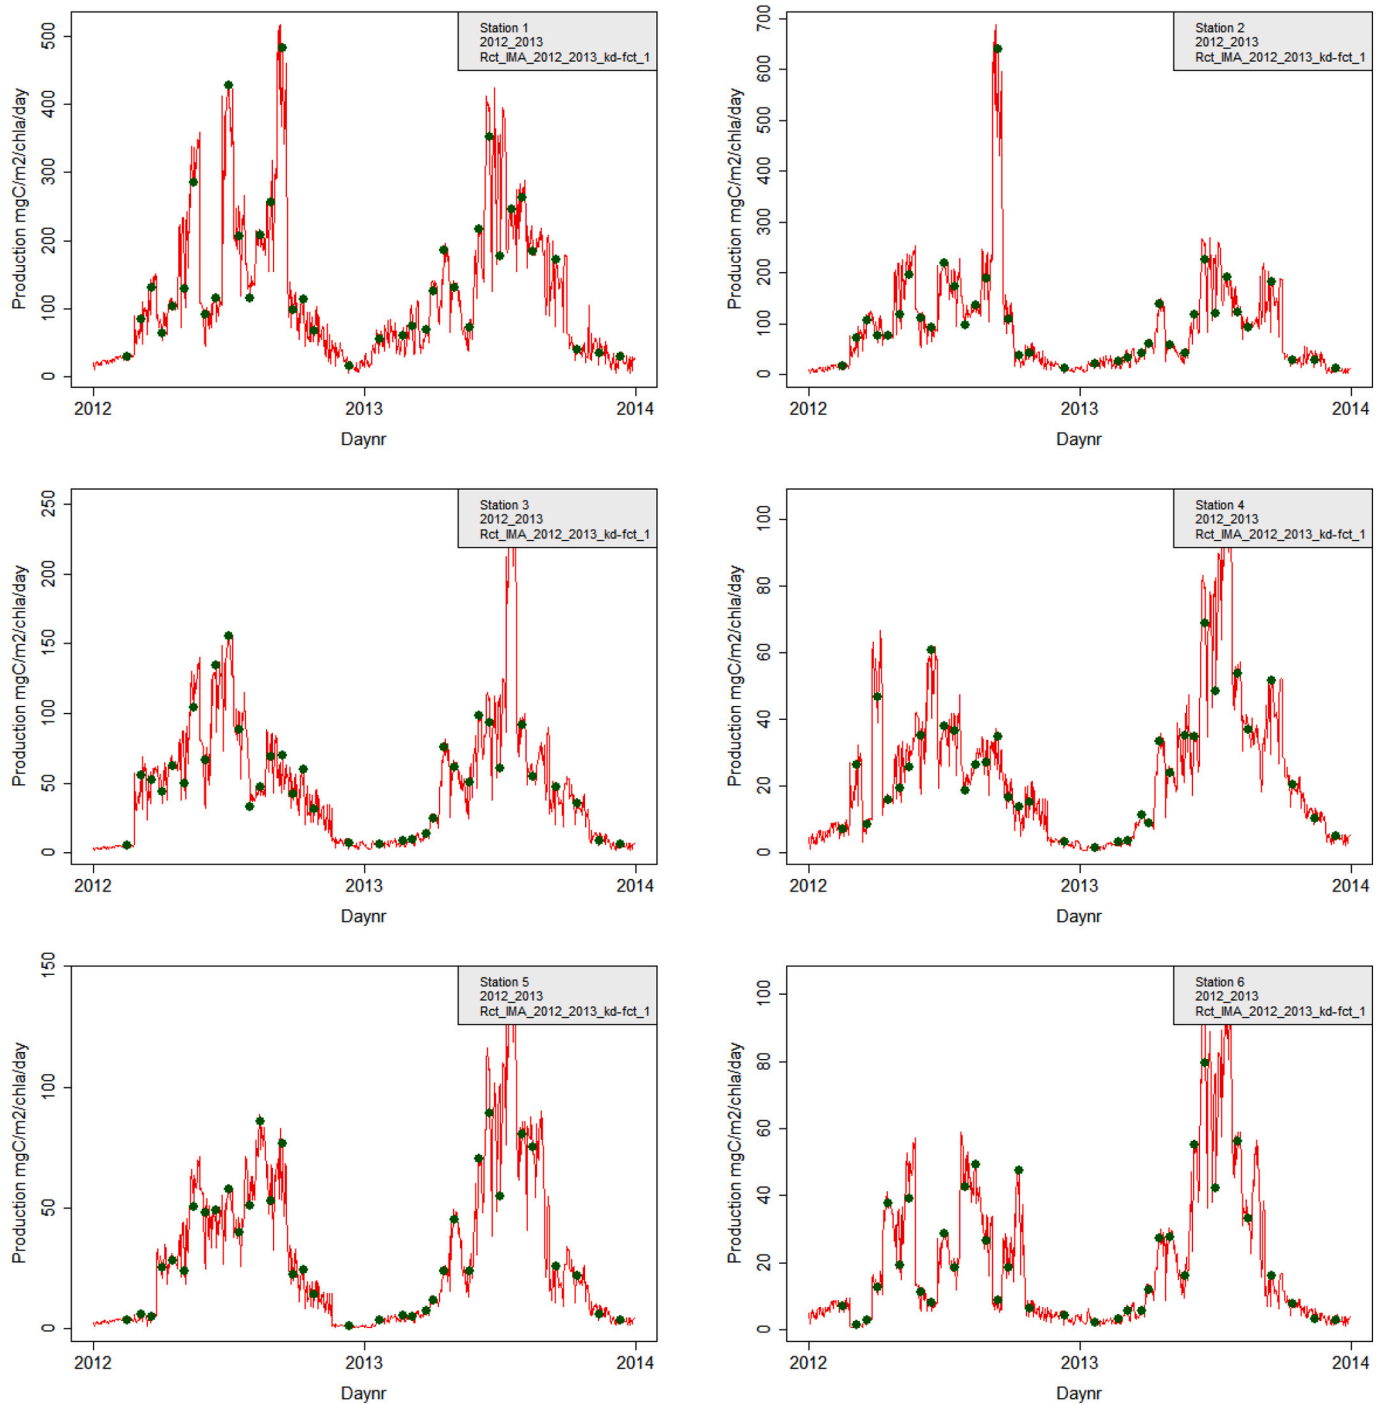 Station 1
2012_2013
Rct_IMA_2012_2013_kd-fct_1
Production mgC/m2/chla/day
0
100
200
300
400
500
2012
2013
2014
Daynr
Station 2
2012_2013
Rct_IMA_2012_2013_kd-fct_1
Production mgC/m2/chla/day
0
100
200
300
400
500
600
700
2012
2013
2014
Daynr
Station 3
2012_2013
Rct_IMA_2012_2013_kd-fct_1
Production mgC/m2/chla/day
0
50
100
150
200
250
2012
2013
2014
Daynr
Station 4
2012_2013
Rct_IMA_2012_2013_kd-fct_1
Production mgC/m2/chla/day
0
20
40
60
80
100
2012
2013
2014
Daynr
Station 5
2012_2013
Rct_IMA_2012_2013_kd-fct_1
Production mgC/m2/chla/day
0
50
100
150
2012
2013
2014
Daynr
Station 6
2012_2013
Rct_IMA_2012_2013_kd-fct_1
Production mgC/m2/chla/day
0
20
40
60
80
100
2012
2013
2014
Daynr